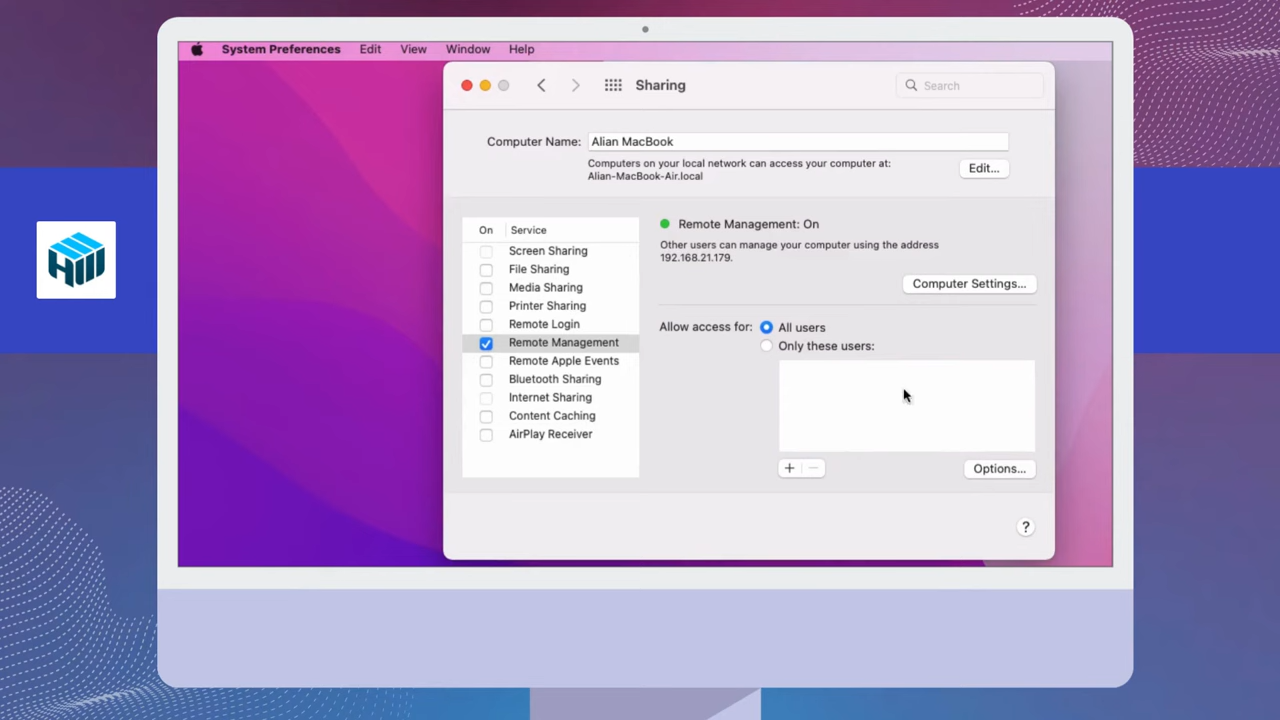 System Preferences Edit View Window Help
Sharing
Search
Computer Name: Alian MacBook
Computers on your local network can access your computer at:
Alian-MacBook-Air.local
Edit...
On Service
Screen Sharing
File Sharing
Media Sharing
Printer Sharing
Remote Login
Remote Management
Remote Apple Events
Bluetooth Sharing
Internet Sharing
Content Caching
AirPlay Receiver
Remote Management: On
Other users can manage your computer using the address
192.168.21.179.
Computer Settings...
Allow access for: All users
Only these users:
+ −
Options...
?
Hill